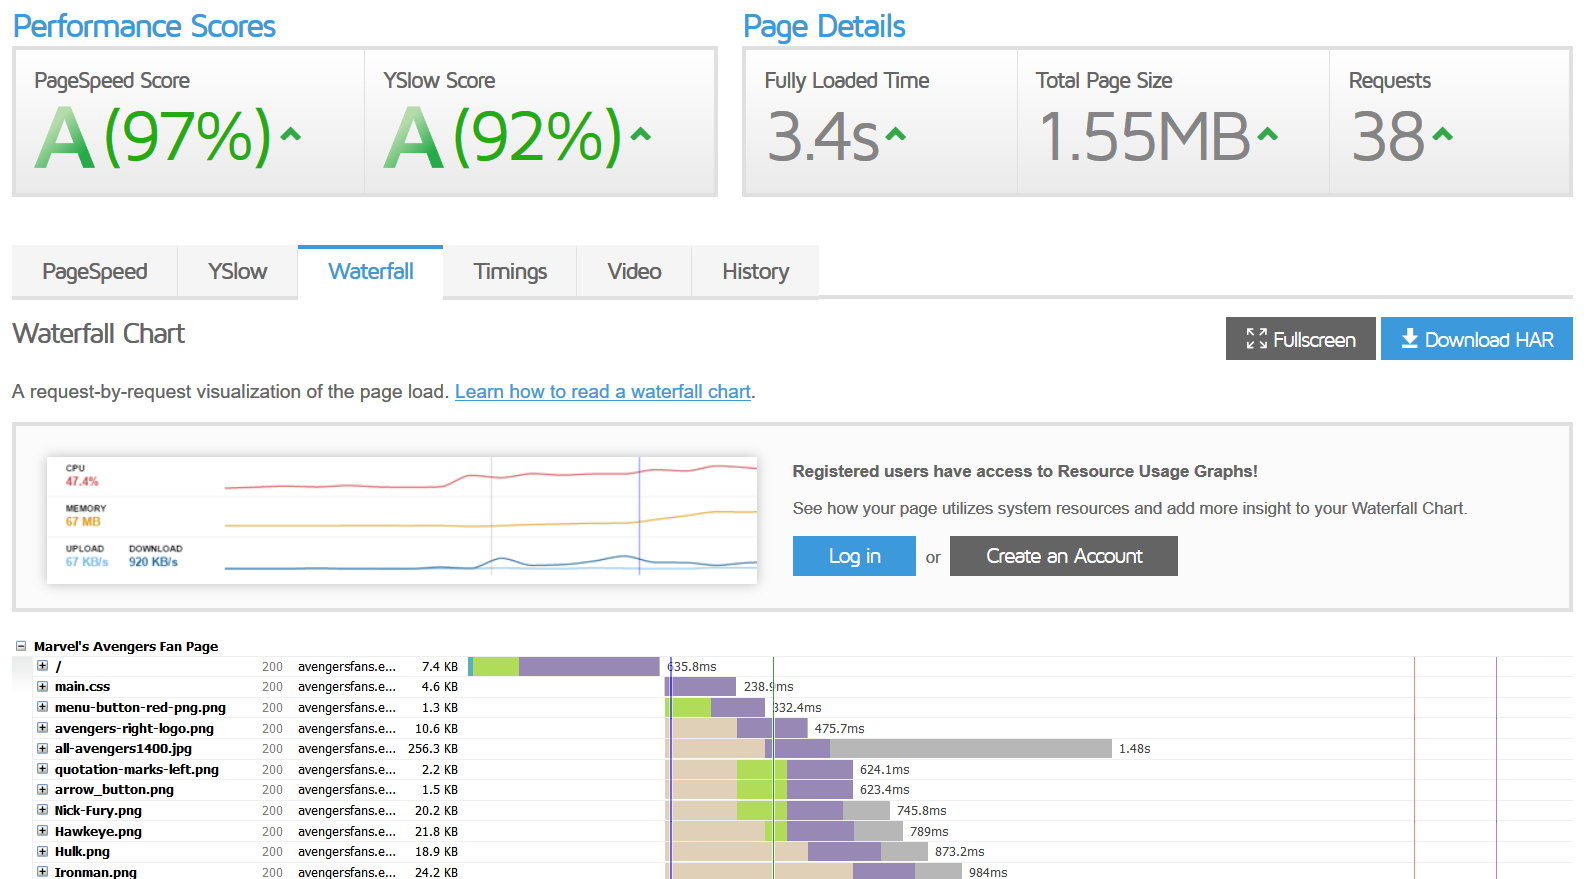 Performance Scores
Page Details
PageSpeed Score
YSlow Score
Fully Loaded Time
Total Page Size
Requests
A (97%)
A (92%)
3.4s
1.55MB
38
PageSpeed
YSlow
Waterfall
Timings
Video
History
Waterfall Chart
Fullscreen
Download HAR
A request-by-request visualization of the page load. Learn how to read a waterfall chart.
CPU
47.4%
MEMORY
67 MB
UPLOAD DOWNLOAD
67 KB/s 920 KB/s
Registered users have access to Resource Usage Graphs!
See how your page utilizes system resources and add more insight to your Waterfall Chart.
Log in or Create an Account
Marvel's Avengers Fan Page
/ 200 avengersfans.e... 7.4 KB 635.8ms
main.css 200 avengersfans.e... 4.6 KB 238.9ms
menu-button-red-png.png 200 avengersfans.e... 1.3 KB 332.4ms
avengers-right-logo.png 200 avengersfans.e... 10.6 KB 475.7ms
all-avengers1400.jpg 200 avengersfans.e... 256.3 KB 1.48s
quotation-marks-left.png 200 avengersfans.e... 2.2 KB 624.1ms
arrow_button.png 200 avengersfans.e... 1.5 KB 623.4ms
Nick-Fury.png 200 avengersfans.e... 20.2 KB 745.8ms
Hawkeye.png 200 avengersfans.e... 21.8 KB 789ms
Hulk.png 200 avengersfans.e... 18.9 KB 873.2ms
Ironman.png 200 avengersfans.e... 24.2 KB 984ms